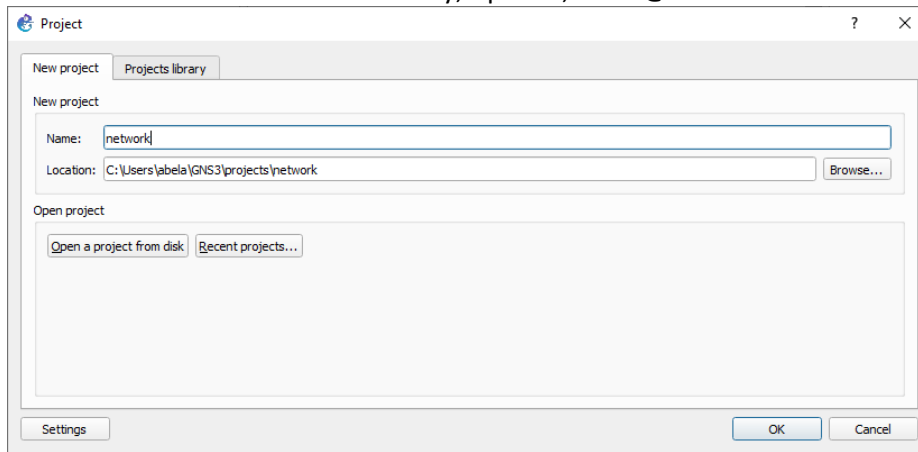 Project ? X
New project Projects library
New project
Name: network
Location: C:\Users\abela\GNS3\projects\network Browse...
Open project
Open a project from disk Recent projects...
Settings OK Cancel